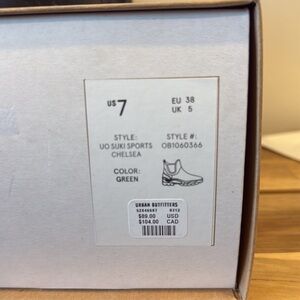 US 7
EU 38
UK 5
STYLE:
UO SUKI SPORTS
CHELSEA
STYLE #:
OB1060366
COLOR:
GREEN
URBAN OUTFITTERS
$89.00 USD
$104.00 CAD